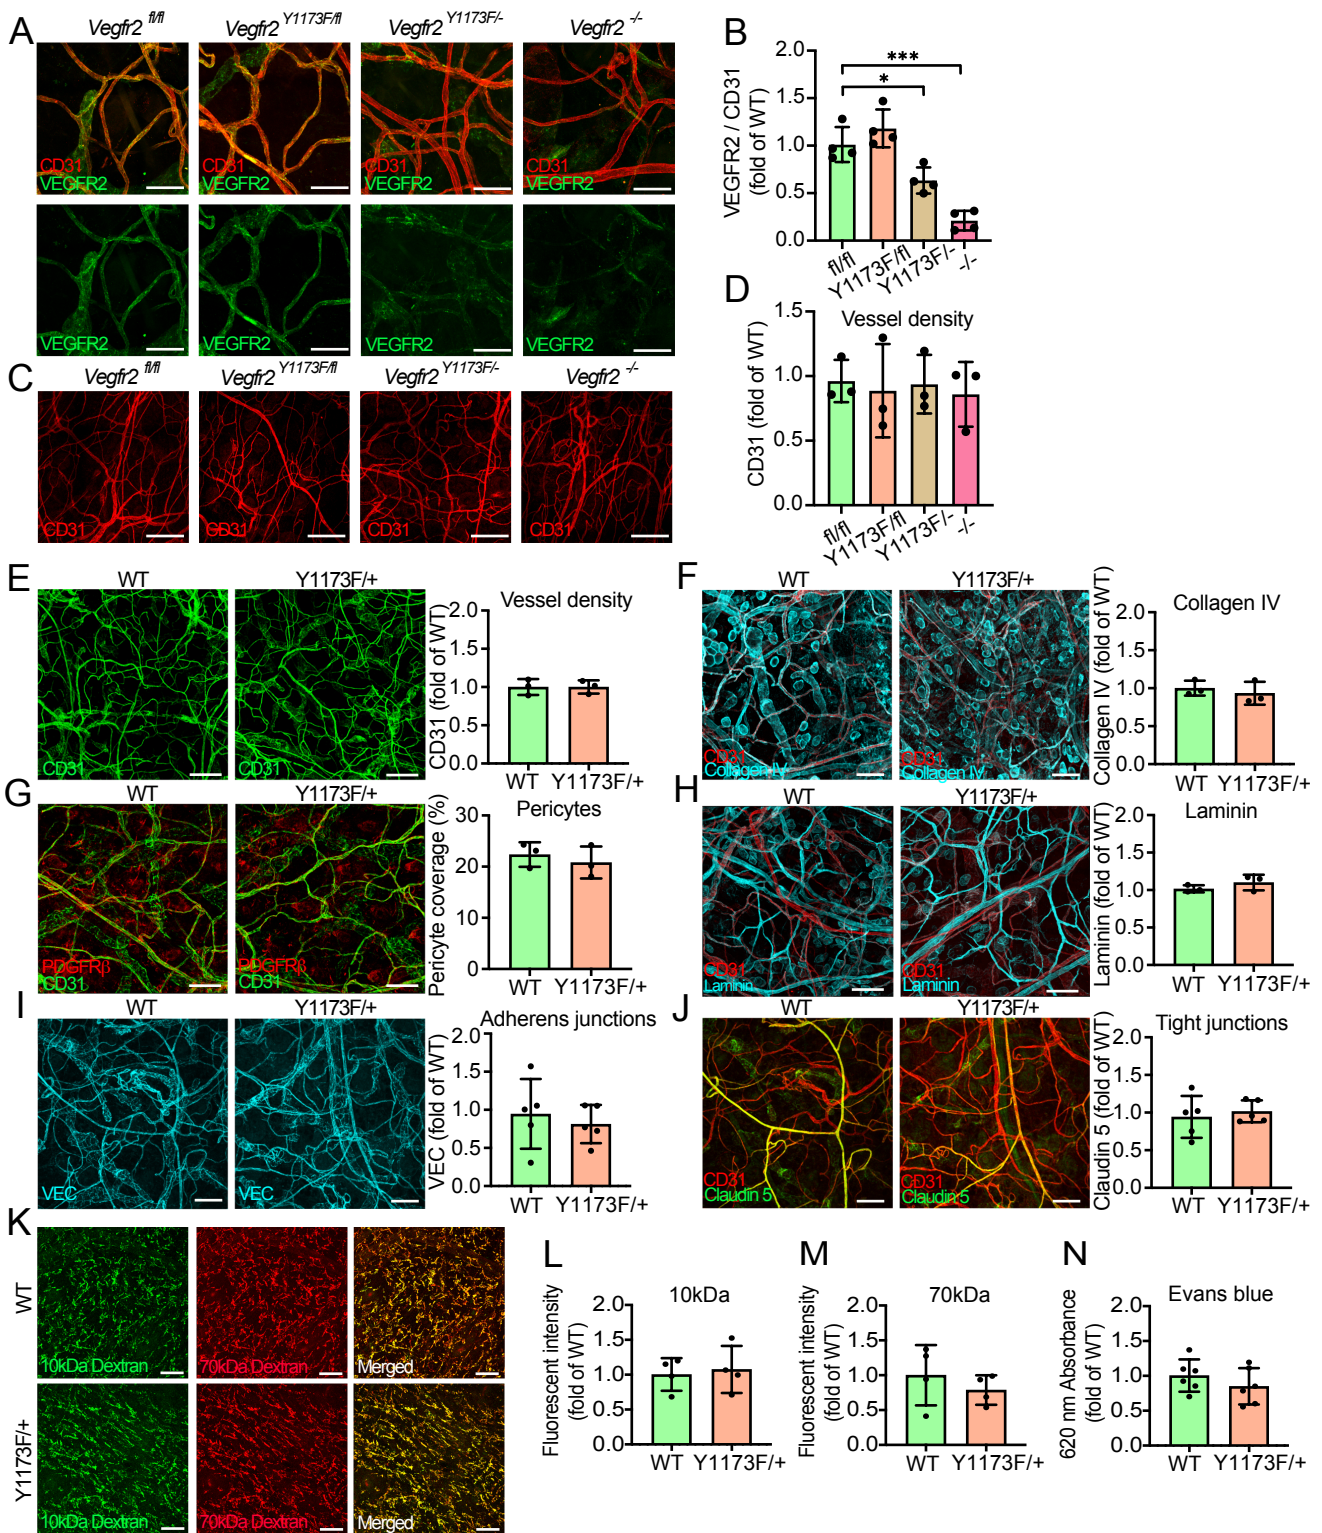 A
Vegfr2 fl/fl
Vegfr2 Y1173F/fl
Vegfr2 Y1173F/-
Vegfr2 -/-
CD31
VEGFR2
CD31
VEGFR2
CD31
VEGFR2
CD31
VEGFR2
VEGFR2
VEGFR2
VEGFR2
VEGFR2
B
VEGFR2 / CD31
(fold of WT)
2.0
1.5
1.0
0.5
0.0
***
*
fl/fl
Y1173F/fl
Y1173F/-
-/-
C
Vegfr2 fl/fl
Vegfr2 Y1173F/fl
Vegfr2 Y1173F/-
Vegfr2 -/-
CD31
CD31
CD31
CD31
D
Vessel density
CD31 (fold of WT)
1.5
1.0
0.5
0.0
fl/fl
Y1173F/fl
Y1173F/-
-/-
E
WT
Y1173F/+
CD31
CD31
Vessel density
CD31 (fold of WT)
2.0
1.5
1.0
0.5
0.0
WT
Y1173F/+
F
WT
Y1173F/+
CD31
Collagen IV
CD31
Collagen IV
Collagen IV
Collagen IV (fold of WT)
2.0
1.5
1.0
0.5
0.0
WT
Y1173F/+
G
WT
Y1173F/+
PDGFRβ
CD31
PDGFRβ
CD31
Pericytes
Pericyte coverage (%)
30
20
10
0
WT
Y1173F/+
H
WT
Y1173F/+
CD31
Laminin
CD31
Laminin
Laminin
Laminin (fold of WT)
2.0
1.5
1.0
0.5
0.0
WT
Y1173F/+
I
WT
Y1173F/+
VEC
VEC
Adherens junctions
VEC (fold of WT)
2.0
1.5
1.0
0.5
0.0
WT
Y1173F/+
J
WT
Y1173F/+
CD31
Claudin 5
CD31
Claudin 5
Tight junctions
Claudin 5 (fold of WT)
2.0
1.5
1.0
0.5
0.0
WT
Y1173F/+
K
WT
10kDa Dextran
70kDa Dextran
Merged
Y1173F/+
10kDa Dextran
70kDa Dextran
Merged
L
10kDa
Fluorescent intensity
(fold of WT)
2.0
1.5
1.0
0.5
0.0
WT
Y1173F/+
M
70kDa
Fluorescent intensity
(fold of WT)
2.0
1.5
1.0
0.5
0.0
WT
Y1173F/+
N
Evans blue
620 nm Absorbance
(fold of WT)
2.0
1.5
1.0
0.5
0.0
WT
Y1173F/+